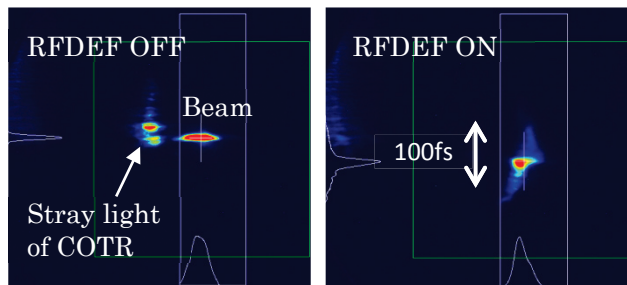 RFDEF OFF
Beam
Stray light
of COTR
RFDEF ON
100fs